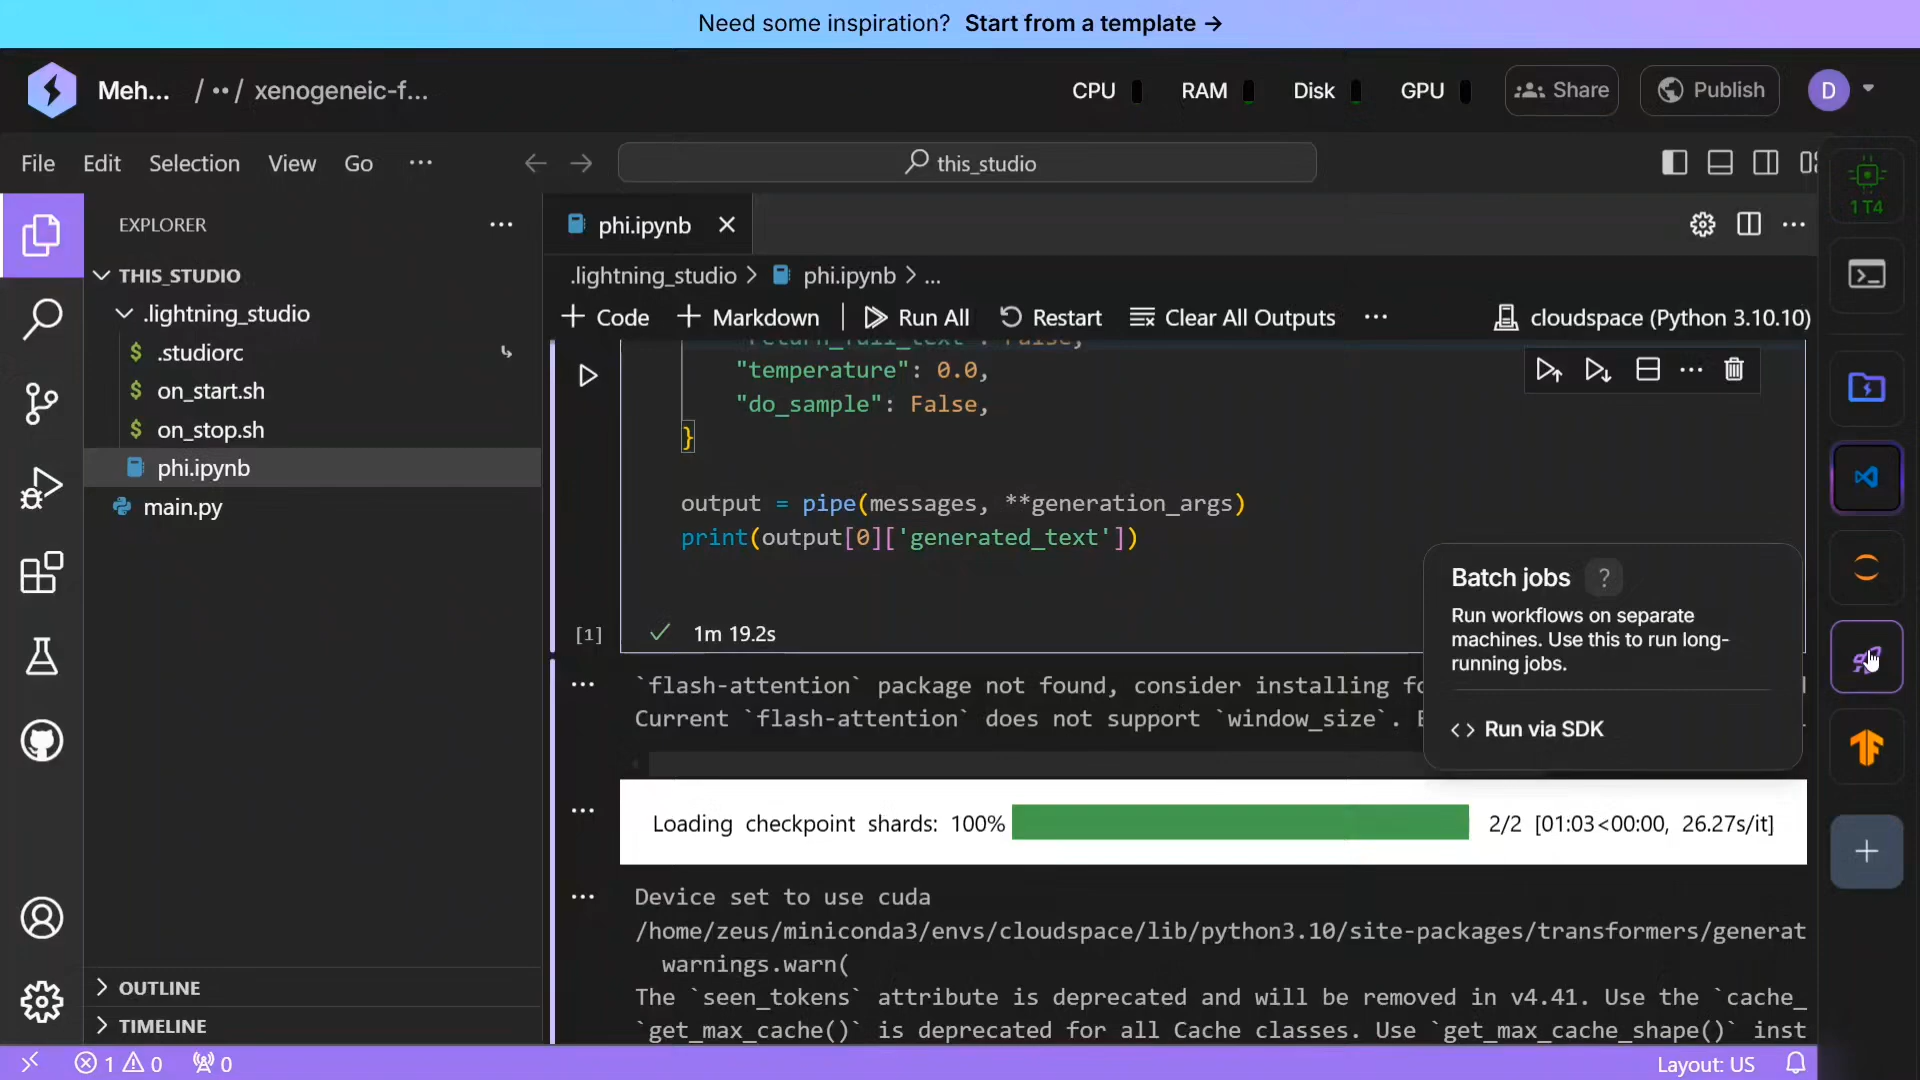 Need some inspiration? Start from a template →
Meh... / ·· / xenogeneic-f...
CPU RAM Disk GPU Share Publish D
File Edit Selection View Go ··· this_studio
1 T4
EXPLORER
phi.ipynb
THIS_STUDIO
.lightning_studio > phi.ipynb > ...
.lightning_studio
Code Markdown Run All Restart Clear All Outputs ··· cloudspace (Python 3.10.10)
"return_full_text": False,
$ .studiorc
"temperature": 0.0,
$ on_start.sh
"do_sample": False,
$ on_stop.sh
}
phi.ipynb
main.py
output = pipe(messages, **generation_args)
print(output[0]['generated_text'])
Batch jobs ?
Run workflows on separate
machines. Use this to run long-
running jobs.
[1] 1m 19.2s
`flash-attention` package not found, consider installing
Current `flash-attention` does not support `window_size`.
<> Run via SDK
Loading checkpoint shards: 100% 2/2 [01:03<00:00, 26.27s/it]
Device set to use cuda
/home/zeus/miniconda3/envs/cloudspace/lib/python3.10/site-packages/transformers/generat
warnings.warn(
The `seen_tokens` attribute is deprecated and will be removed in v4.41. Use the `cache_
`get_max_cache()` is deprecated for all Cache classes. Use `get_max_cache_shape()` inst
OUTLINE
TIMELINE
1 0 0
Layout: US